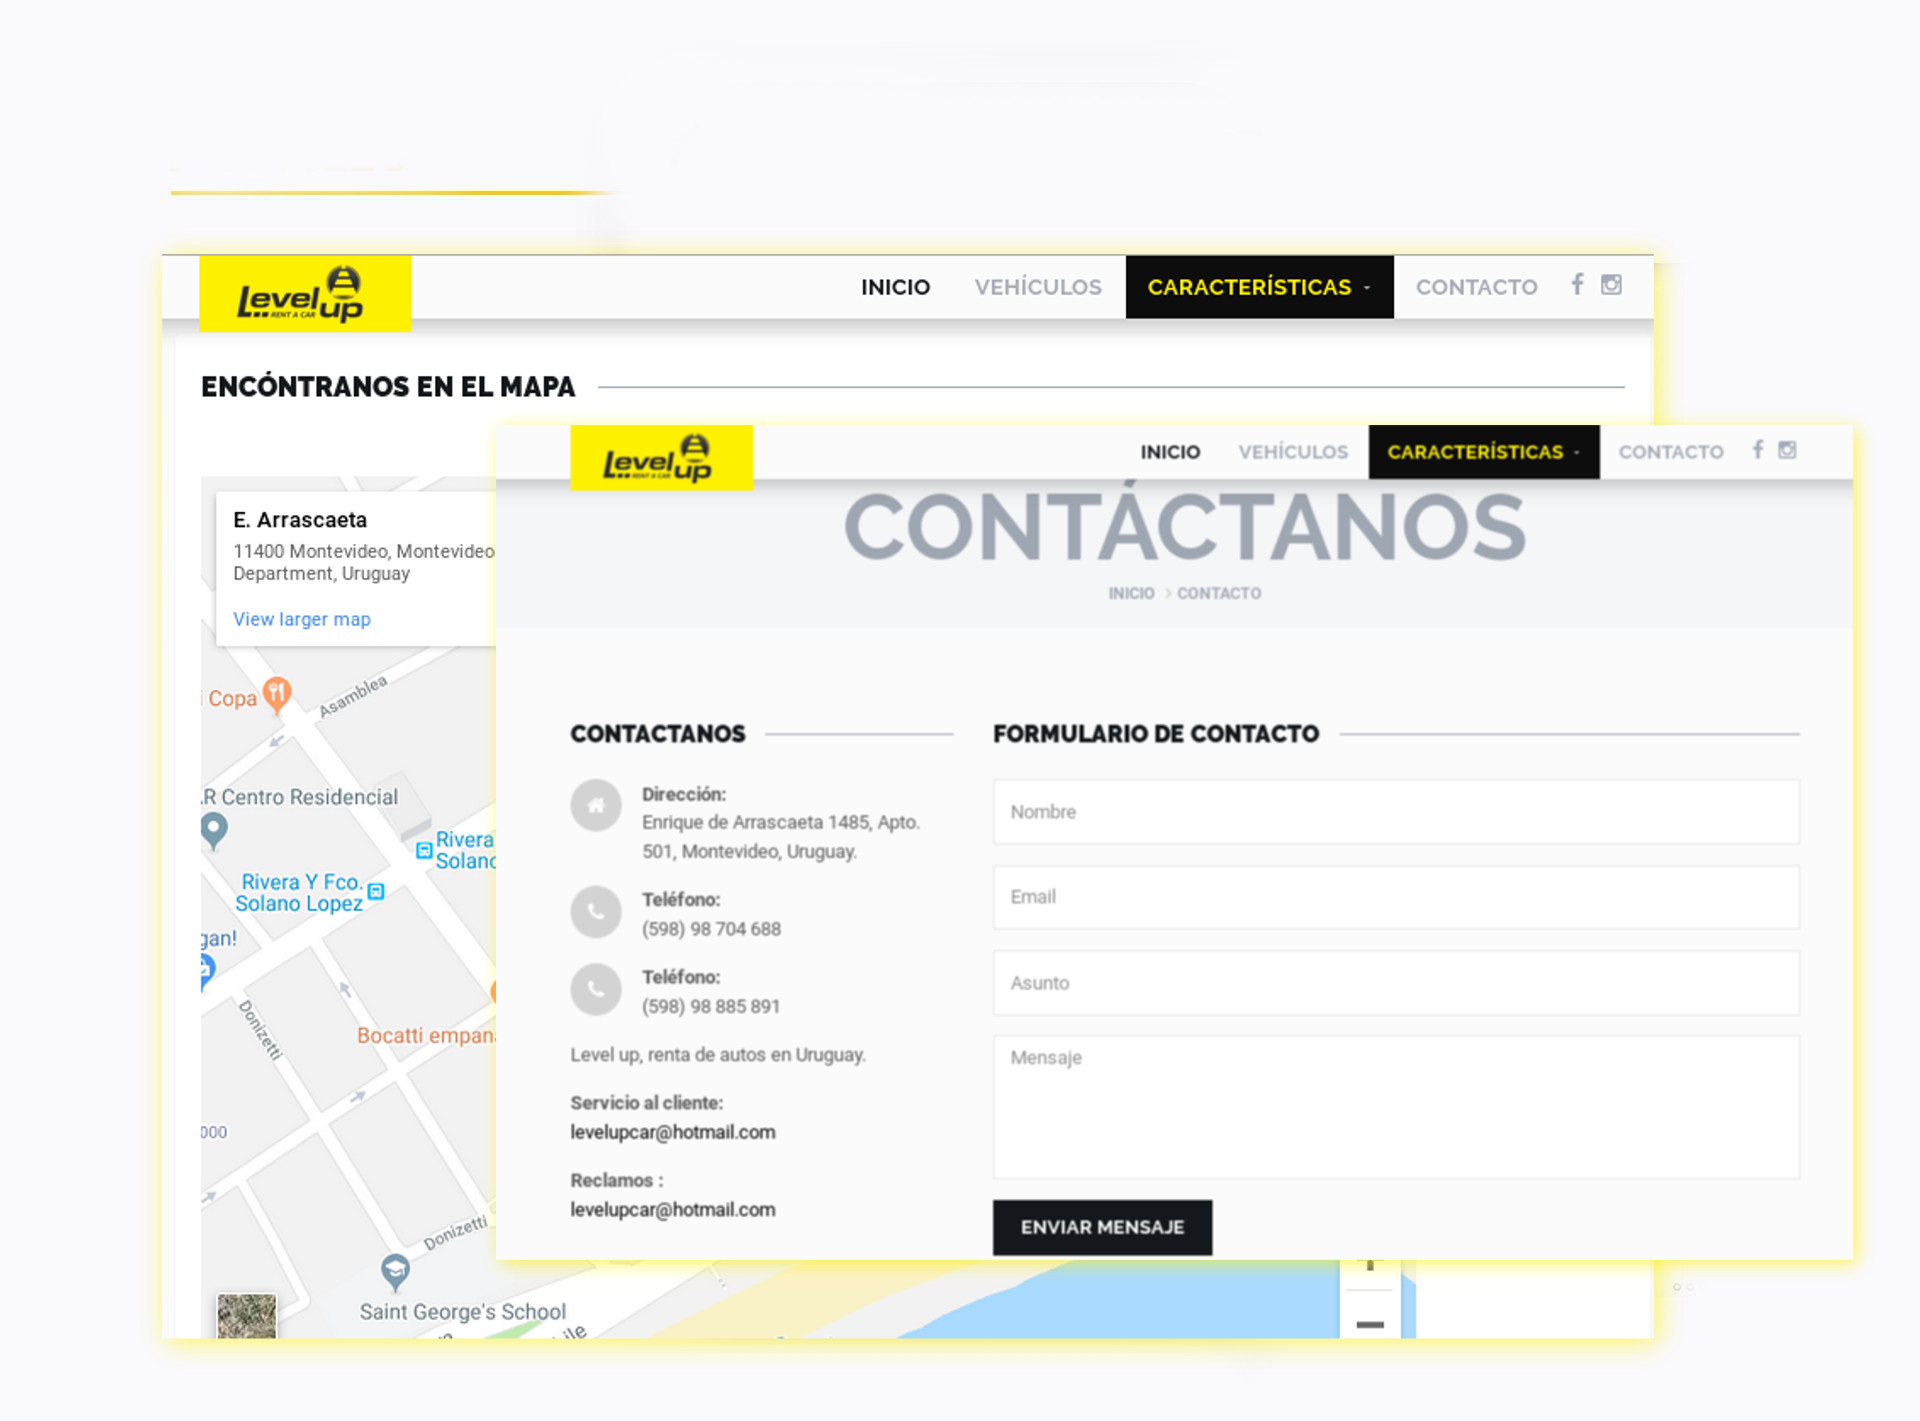 Level up
RENT A CAR
INICIO VEHÍCULOS CARACTERÍSTICAS CONTACTO
ENCÓNTRANOS EN EL MAPA
E. Arrascaeta
11400 Montevideo, Montevideo
Department, Uruguay
View larger map
Copa
Asamblea
R Centro Residencial
Rivera
Solano
Rivera Y Fco.
Solano Lopez
gan!
Donizetti
Bocatti empan
000
Donizetti
Saint George's School
Level up
RENT A CAR
INICIO VEHÍCULOS CARACTERÍSTICAS CONTACTO
CONTÁCTANOS
INICIO > CONTACTO
CONTACTANOS
Dirección:
Enrique de Arrascaeta 1485, Apto.
501, Montevideo, Uruguay.
Teléfono:
(598) 98 704 688
Teléfono:
(598) 98 885 891
Level up, renta de autos en Uruguay.
Servicio al cliente:
levelupcar@hotmail.com
Reclamos :
levelupcar@hotmail.com
FORMULARIO DE CONTACTO
Nombre
Email
Asunto
Mensaje
ENVIAR MENSAJE